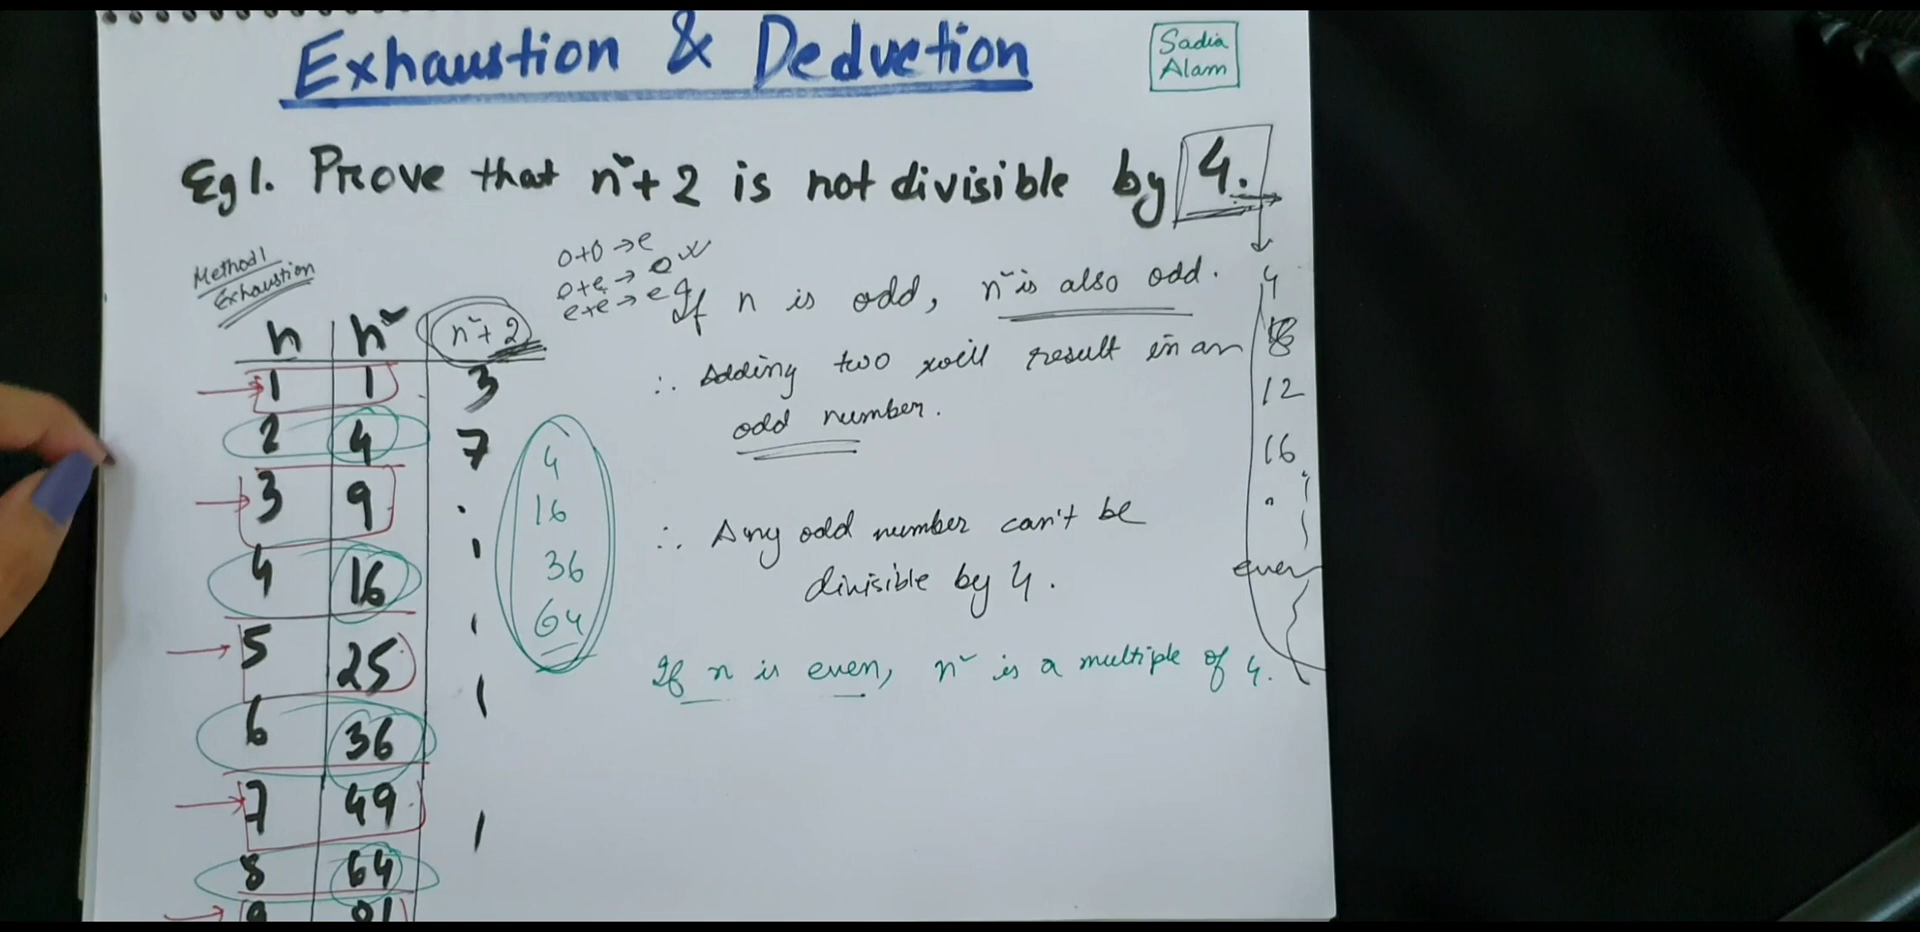 Exhaustion & Deduction
Sadia
Alam
Eg 1. Prove that n²+ 2 is not divisible by 4.
Method 1
Exhaustion
o+o → e
o+e → o
e+e → e
n n² n²+2
1 1 3
2 4 7
3 9
4 16
5 25
6 36
7 49
8 64
9 81
4
16
36
64
If n is odd, n² is also odd.
∴ Adding two will result in an
odd number.
∴ Any odd number can't be
divisible by 4.
If n is even, n² is a multiple of 4.
4
8
12
16
even